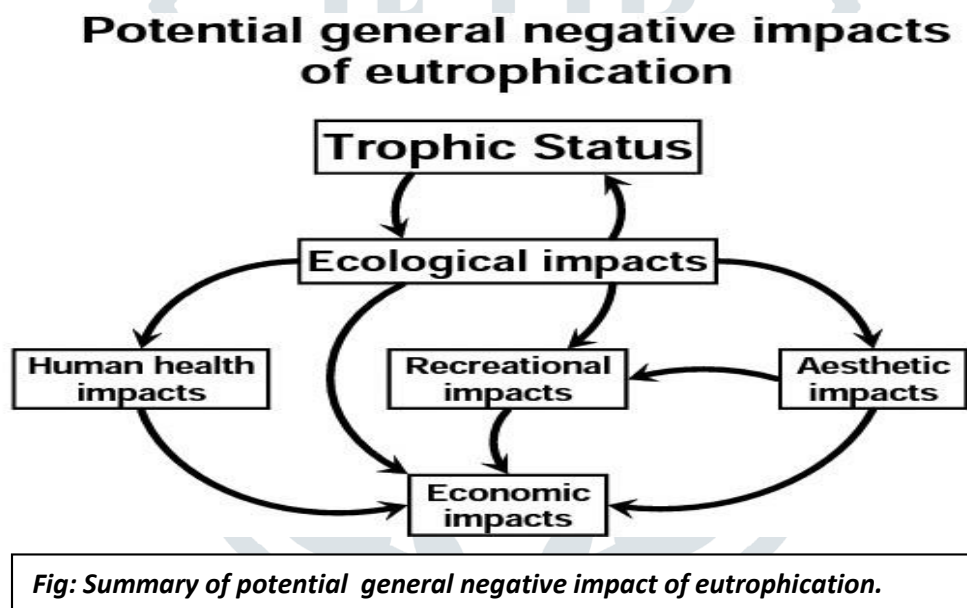 Potential general negative impacts
of eutrophication
Trophic Status
Ecological impacts
Human health
impacts
Recreational
impacts
Aesthetic
impacts
Economic
impacts
Fig: Summary of potential general negative impact of eutrophication.